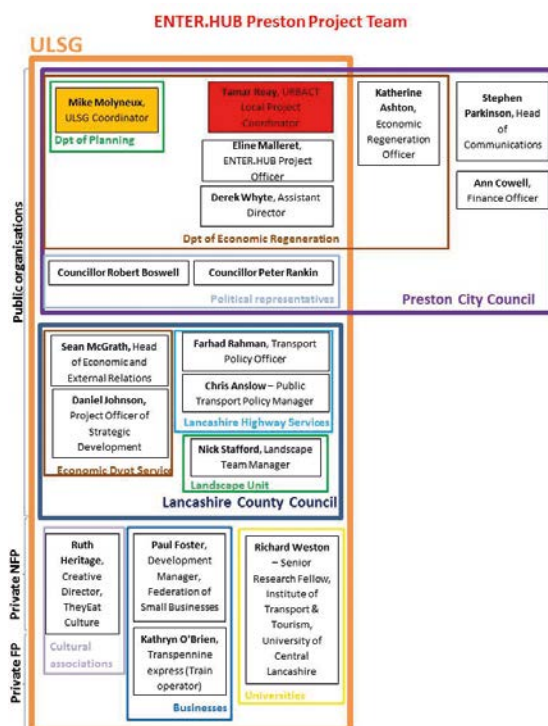 ENTER.HUB Preston Project Team
ULSG
Public organisations
Mike Molyneux,
ULSG Coordinator
Dpt of Planning
Tamar Reay, URBACT
Local Project
Coordinator
Eline Malleret,
ENTER.HUB Project
Officer
Derek Whyte, Assistant
Director
Dpt of Economic Regeneration
Katherine
Ashton,
Economic
Regeneration
Officer
Stephen
Parkinson, Head
of
Communications
Ann Cowell,
Finance Officer
Councillor Robert Boswell
Councillor Peter Rankin
Political representatives
Preston City Council
Sean McGrath, Head
of Economic and
External Relations
Daniel Johnson,
Project Officer of
Strategic
Development
Economic Dvpt Service
Farhad Rahman, Transport
Policy Officer
Chris Anslow – Public
Transport Policy Manager
Lancashire Highway Services
Nick Stafford, Landscape
Team Manager
Landscape Unit
Lancashire County Council
Private NFP
Private FP
Ruth
Heritage,
Creative
Director,
TheyEat
Culture
Cultural
associations
Paul Foster,
Development
Manager,
Federation of
Small Businesses
Kathryn O'Brien,
Transpennine
express (Train
operator)
Businesses
Richard Weston
– Senior
Research Fellow,
Institute of
Transport &
Tourism,
University of
Central
Lancashire
Universities